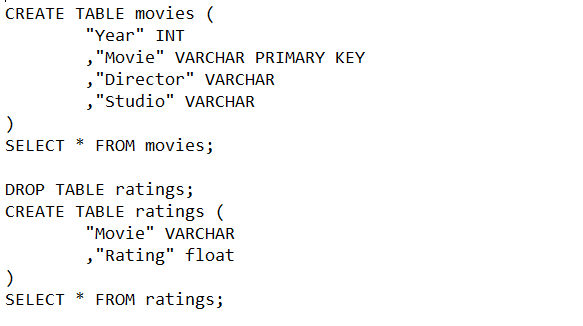 CREATE TABLE movies (
        "Year" INT
        ,"Movie" VARCHAR PRIMARY KEY
        ,"Director" VARCHAR
        ,"Studio" VARCHAR
)
SELECT * FROM movies;

DROP TABLE ratings;
CREATE TABLE ratings (
        "Movie" VARCHAR
        ,"Rating" float
)
SELECT * FROM ratings;